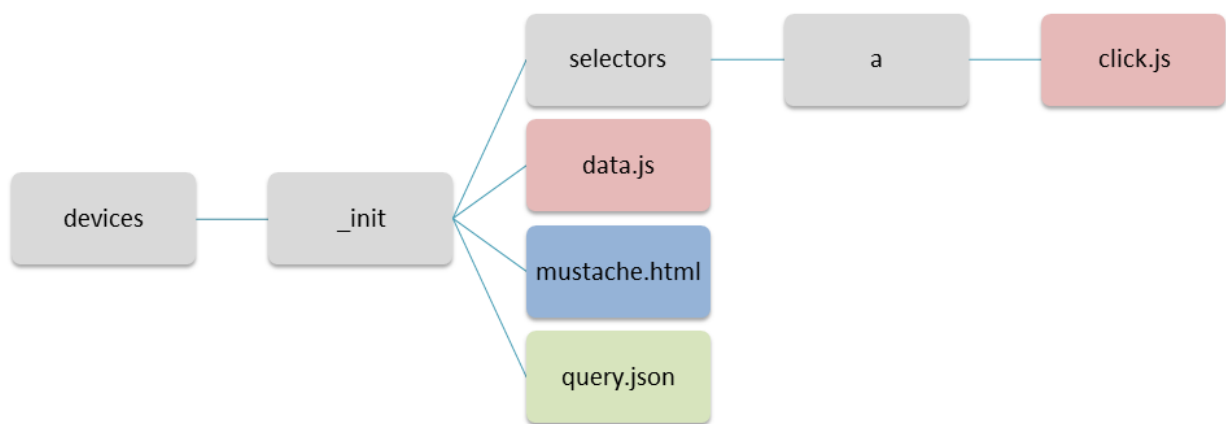 selectors
a
click.js
data.js
devices
_init
mustache.html
query.json